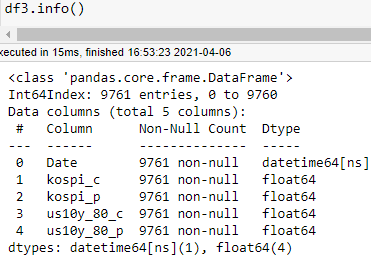 df3.info()
xecuted in 15ms, finished 16:53:23 2021-04-06
<class 'pandas.core.frame.DataFrame'>
Int64Index: 9761 entries, 0 to 9760
Data columns (total 5 columns):
 #   Column      Non-Null Count  Dtype
---  ------      --------------  -----
 0   Date        9761 non-null   datetime64[ns]
 1   kospi_c     9761 non-null   float64
 2   kospi_p     9761 non-null   float64
 3   us10y_80_c  9761 non-null   float64
 4   us10y_80_p  9761 non-null   float64
dtypes: datetime64[ns](1), float64(4)